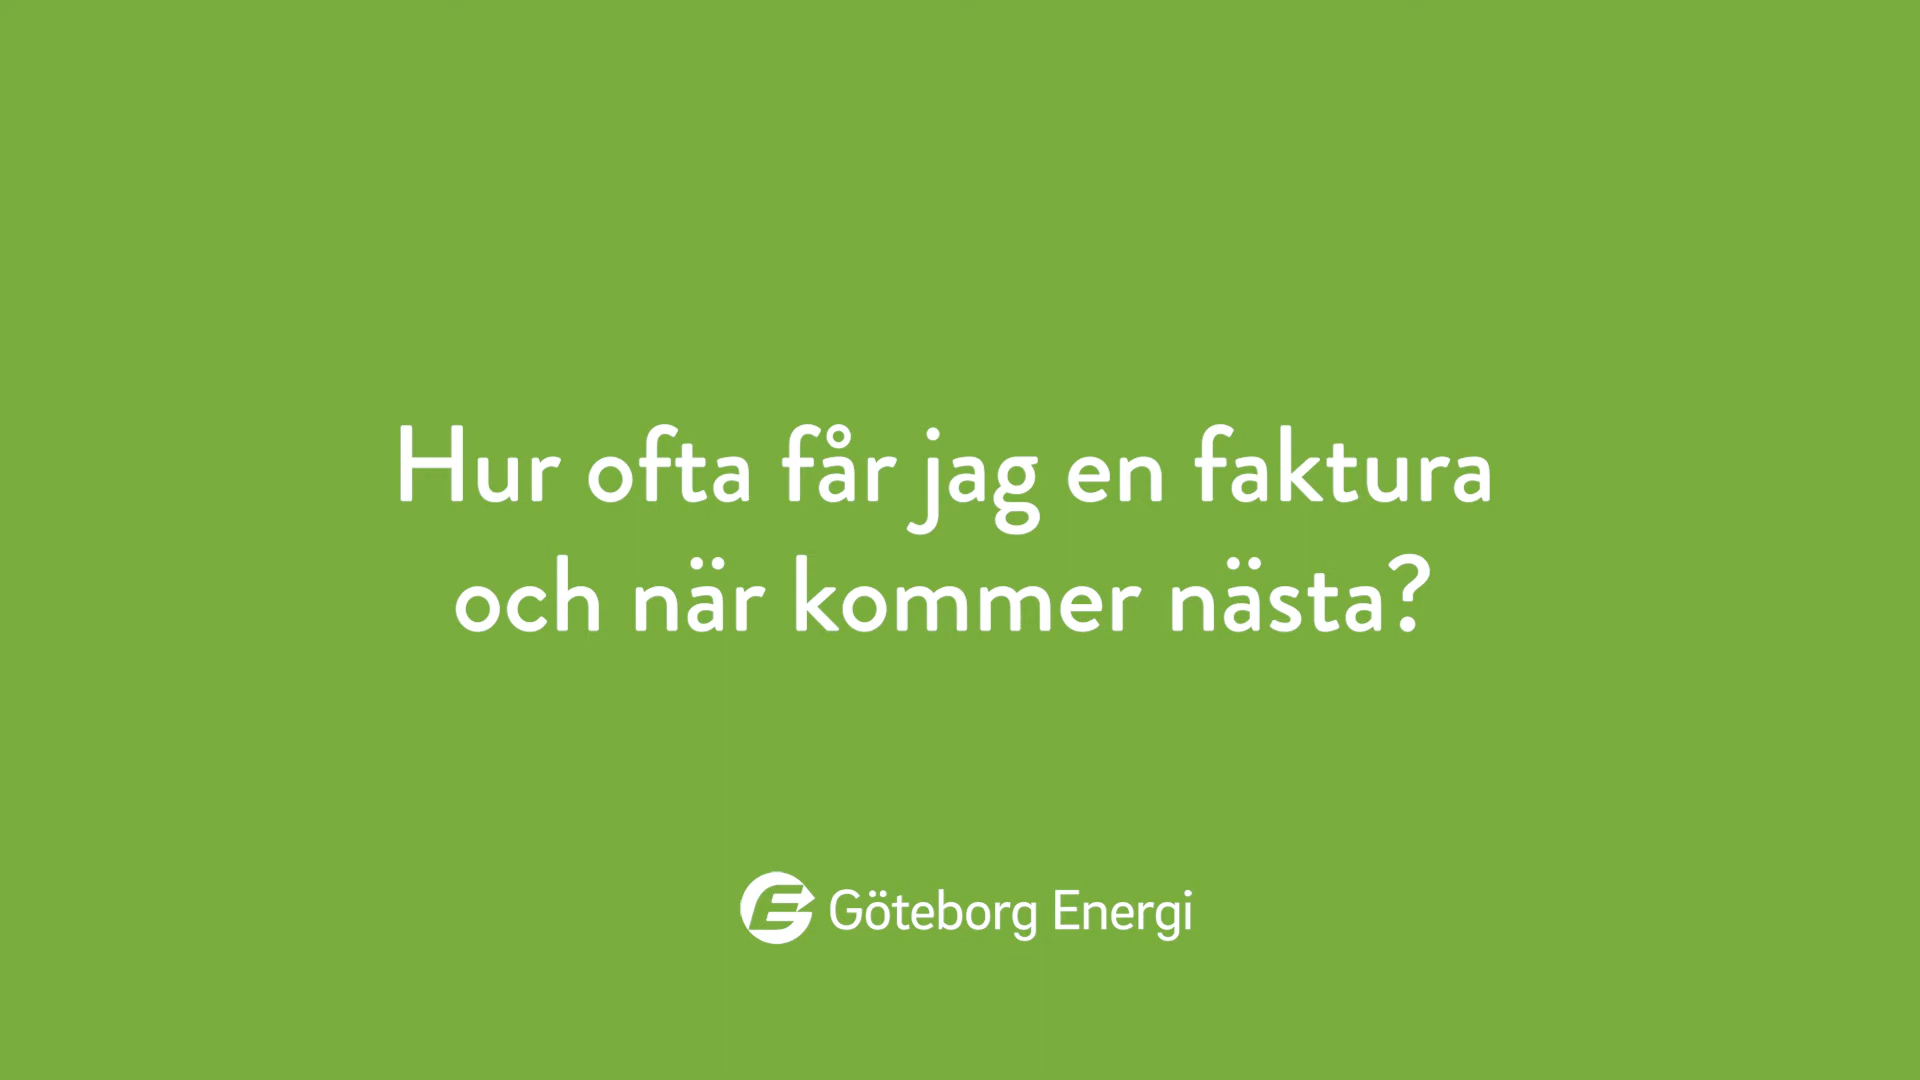 Hur ofta får jag en faktura
och när kommer nästa?
Göteborg Energi